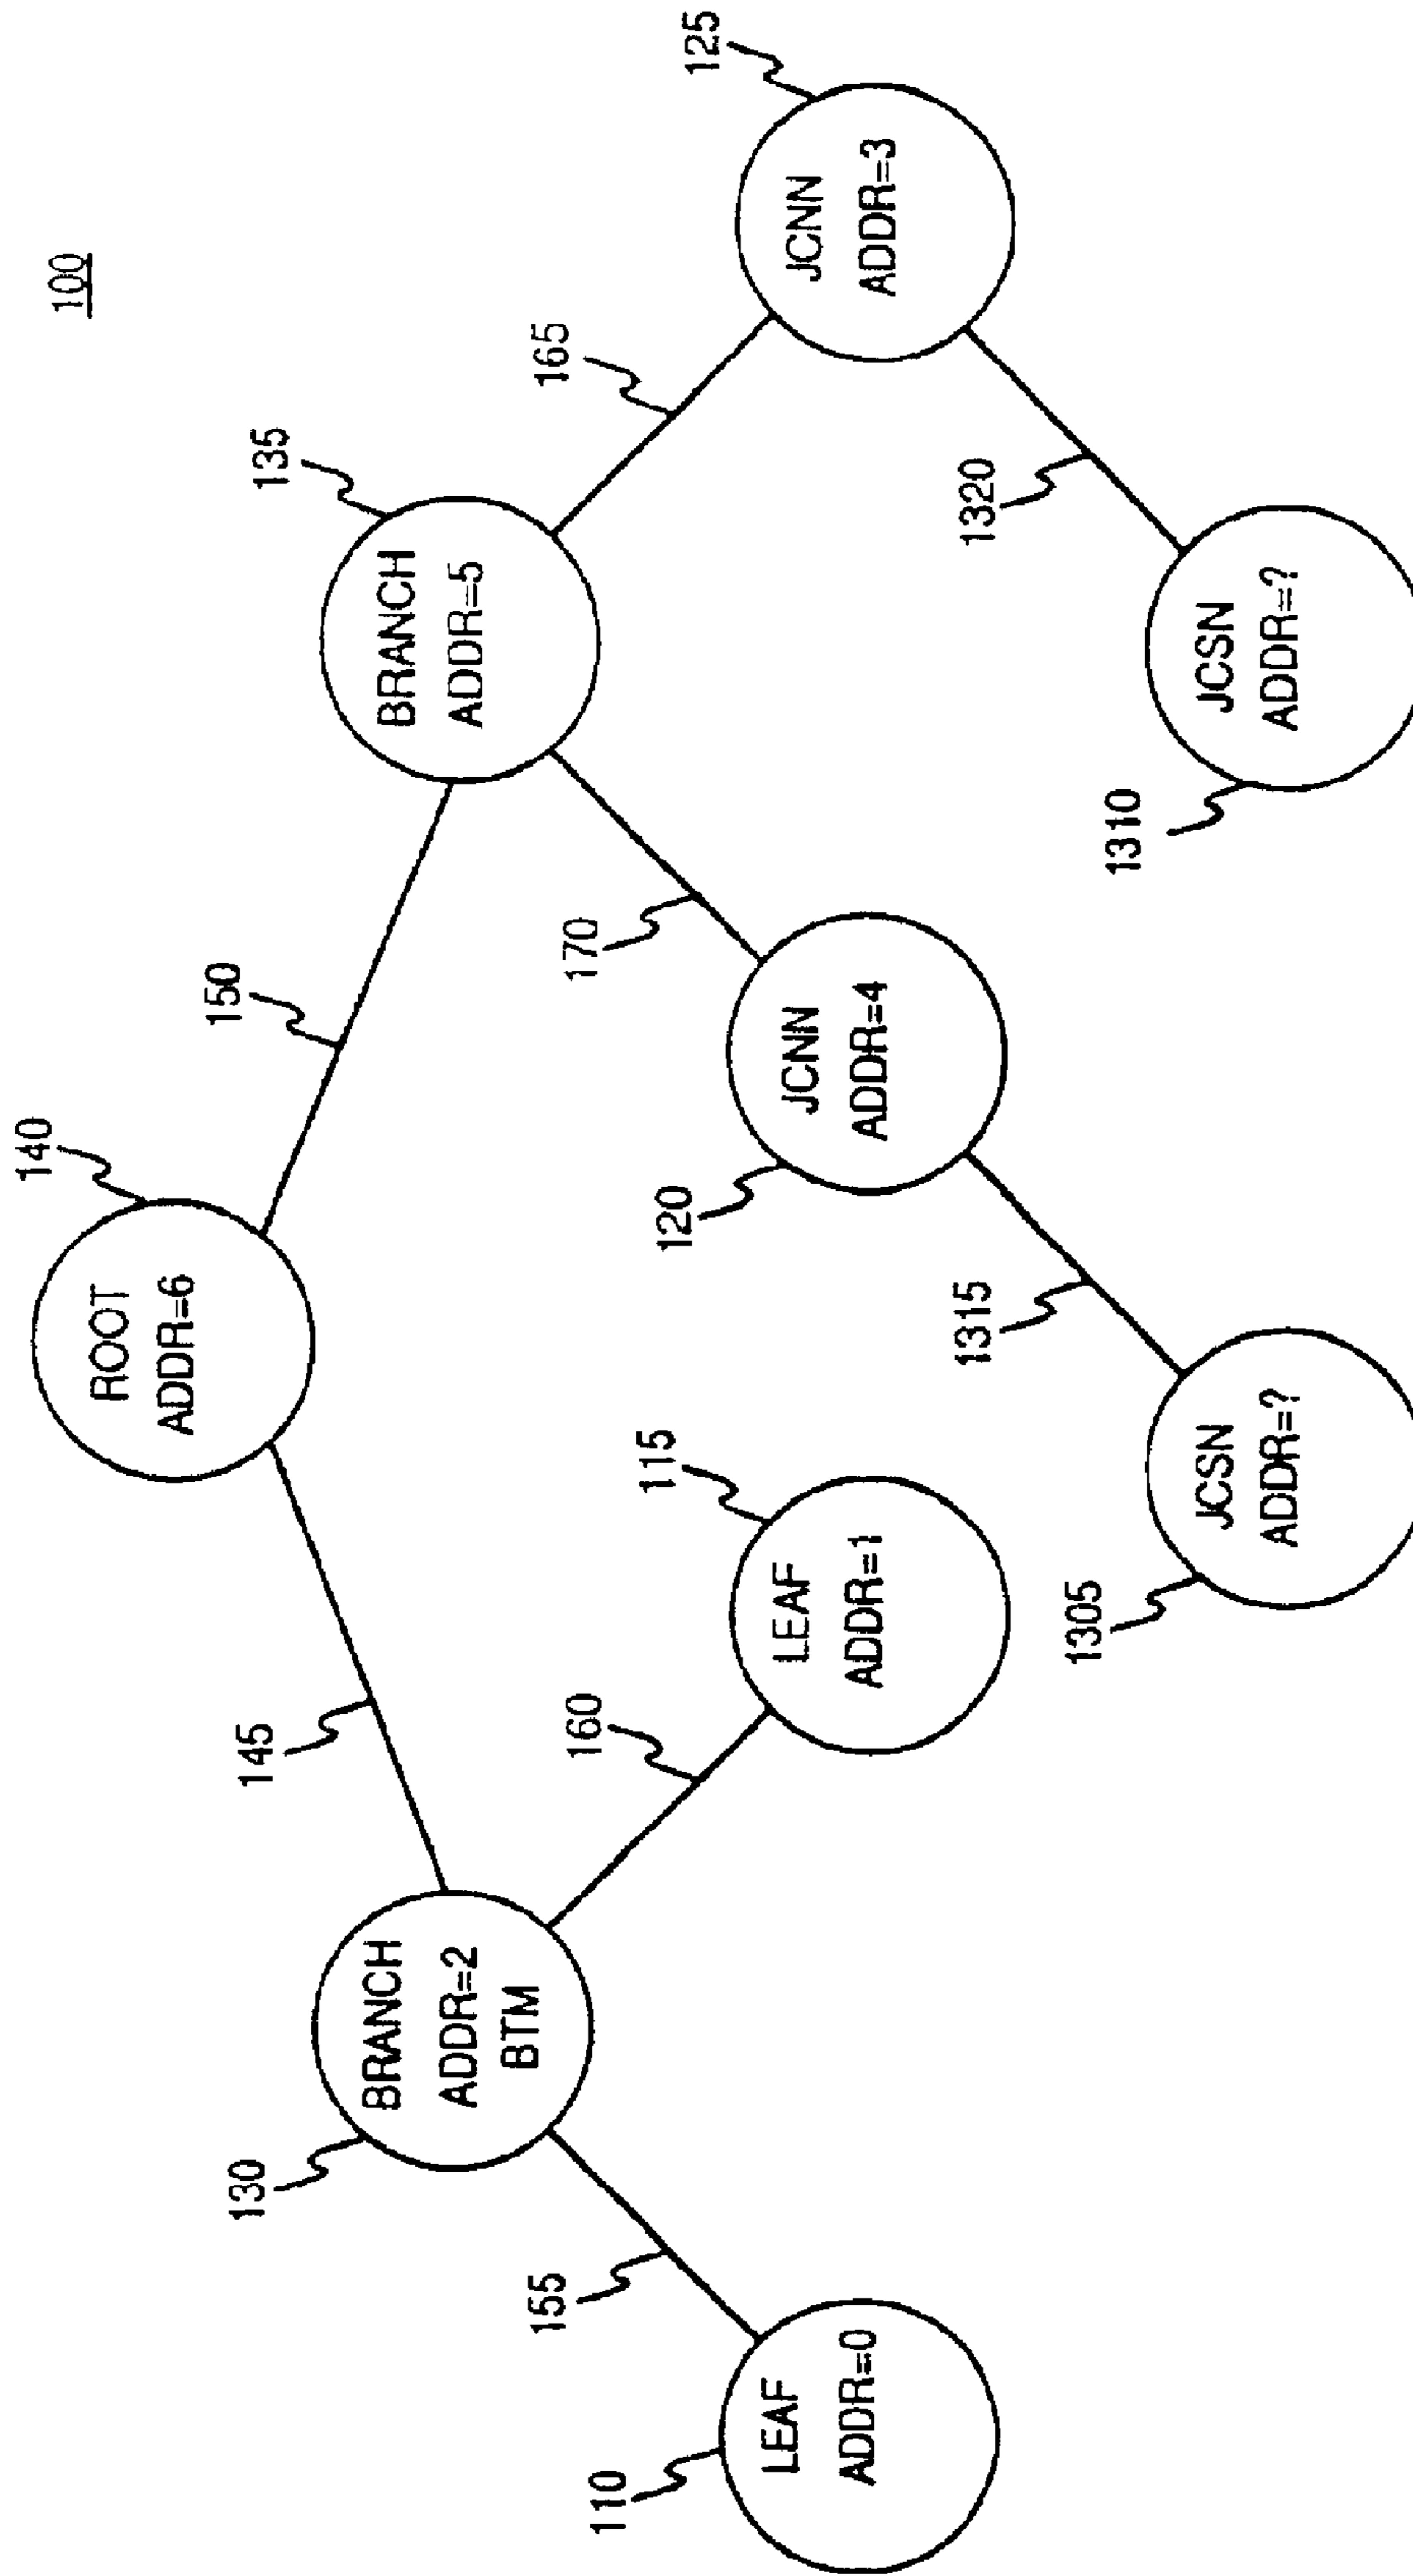 100
140
ROOT
ADDR=6
145
150
130
BRANCH
ADDR=2
BTM
135
BRANCH
ADDR=5
155
160
170
165
110
LEAF
ADDR=0
115
LEAF
ADDR=1
120
JCNN
ADDR=4
125
JCNN
ADDR=3
1315
1320
1305
JCSN
ADDR=?
1310
JCSN
ADDR=?